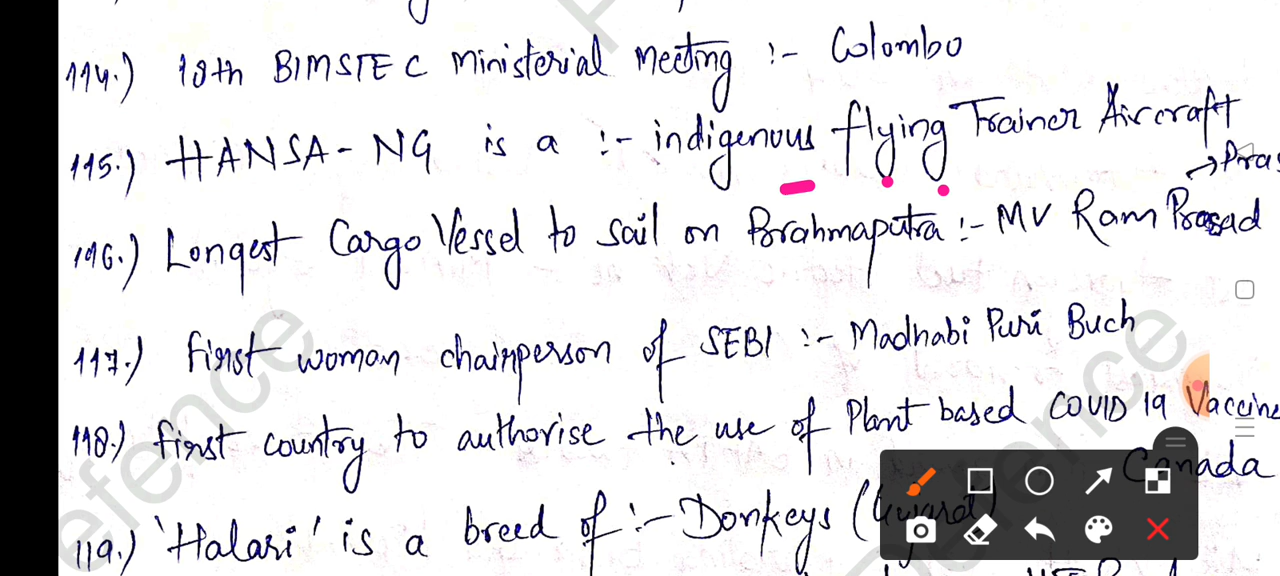 114.) 18th BIMSTEC Ministerial Meeting :- Colombo
115.) HANSA-NG is a :- indigenous flying Trainer Aircraft
116.) Longest Cargo Vessel to sail on Brahmaputra :- MV Ram Prasad
117.) First woman chairperson of SEBI :- Madhabi Puri Buch
118.) First country to authorise the use of Plant based COVID 19 Vaccine
Canada
119.) 'Halari' is a breed of :- Donkeys
efence